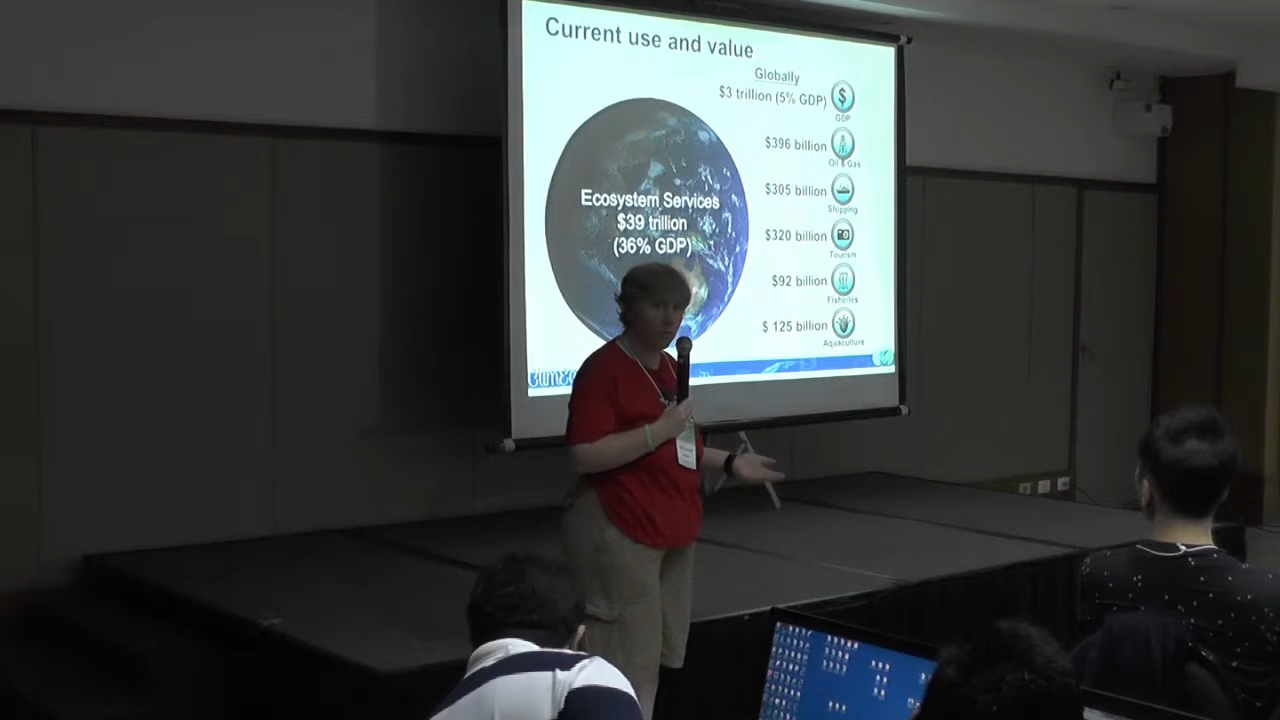 Current use and value
Globally
$3 trillion (5% GDP)
GDP
$396 billion
Oil & Gas
$305 billion
Shipping
$320 billion
Tourism
$92 billion
Fisheries
$ 125 billion
Aquaculture
Ecosystem Services
$39 trillion
(36% GDP)